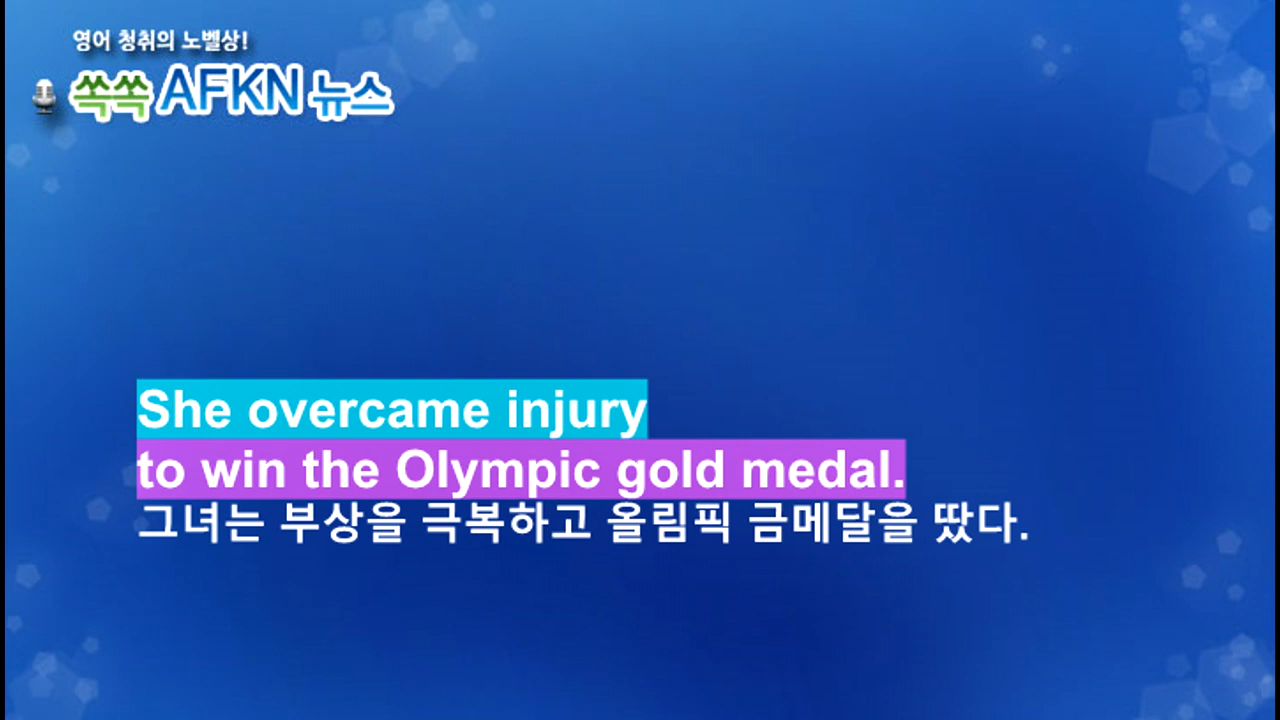 영어 청취의 노벨상!
쏙쏙 AFKN 뉴스
She overcame injury
to win the Olympic gold medal.
그녀는 부상을 극복하고 올림픽 금메달을 땄다.